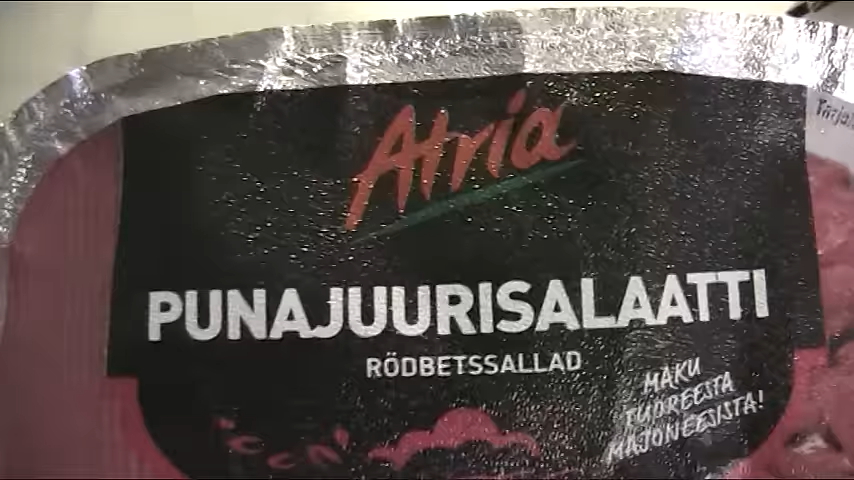 Atria
PUNAJUURISALAATTI
RÖDBETSSALLAD
MAKU
TUOREESTA
MAJONEESISTA!